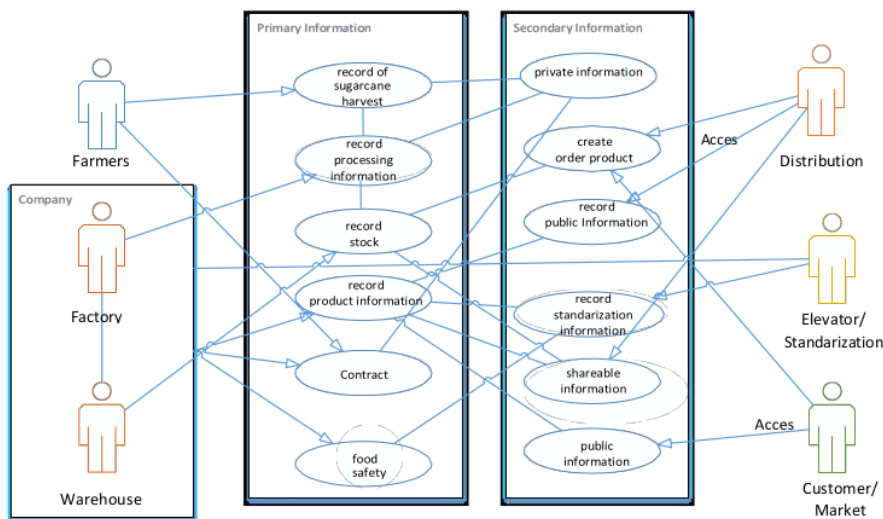 Primary Information
Secondary Information
record of
sugarcane
harvest
private information
Farmers
record
processing
information
create
order product
Acces
Distribution
Company
record
stock
record
public Information
Factory
record
product information
record
standarization
information
Elevator/
Standarization
Contract
shareable
information
Acces
Warehouse
food
safety
public
information
Customer/
Market